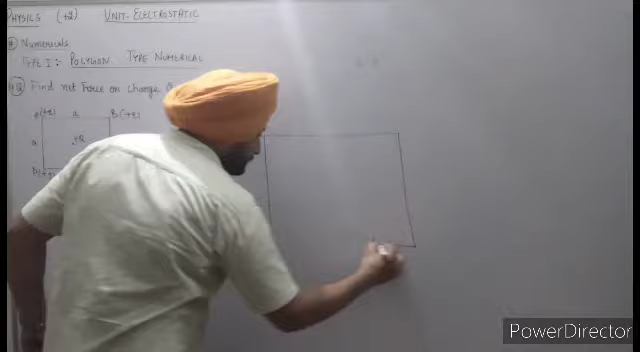 PHYSICS (+2) UNIT- ELECTROSTATIC
Numericals
TYPE I :- POLYGON TYPE NUMERICAL
Q Find net Force on charge
a B(+q)
a +Q
PowerDirector